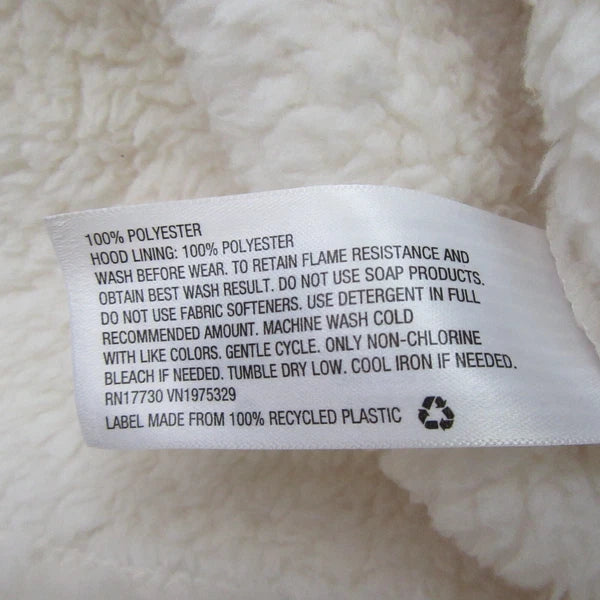 100% POLYESTER
HOOD LINING: 100% POLYESTER
WASH BEFORE WEAR. TO RETAIN FLAME RESISTANCE AND
OBTAIN BEST WASH RESULT. DO NOT USE SOAP PRODUCTS.
DO NOT USE FABRIC SOFTENERS. USE DETERGENT IN FULL
RECOMMENDED AMOUNT. MACHINE WASH COLD
WITH LIKE COLORS. GENTLE CYCLE. ONLY NON-CHLORINE
BLEACH IF NEEDED. TUMBLE DRY LOW. COOL IRON IF NEEDED.
RN17730 VN1975329
LABEL MADE FROM 100% RECYCLED PLASTIC